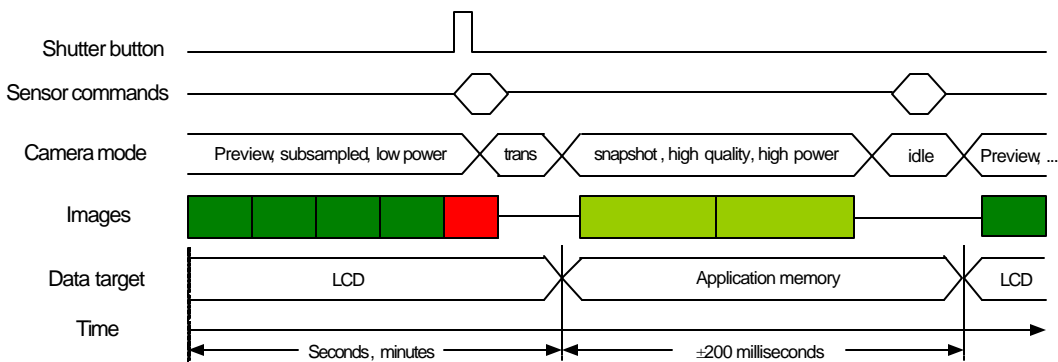 Shutter button
Sensor commands
Camera mode
Preview, subsampled, low power
trans
snapshot, high quality, high power
idle
Preview, ...
Images
Data target
LCD
Application memory
LCD
Time
Seconds, minutes
±200 milliseconds